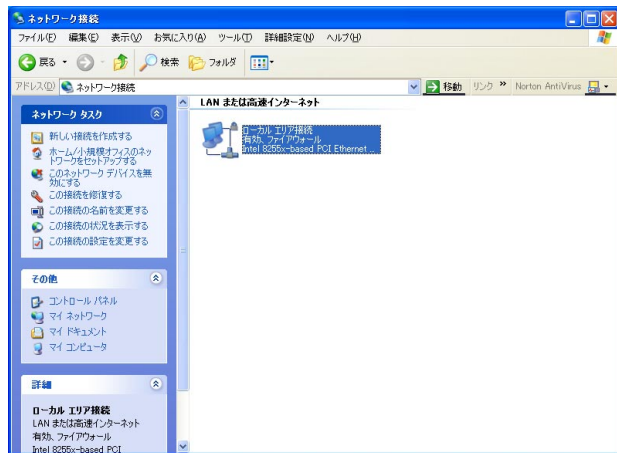 ネットワーク接続
ファイル(F) 編集(E) 表示(V) お気に入り(A) ツール(T) 詳細設定(N) ヘルプ(H)
戻る 検索 フォルダ
アドレス(D) ネットワーク接続 移動 リンク » Norton AntiVirus
ネットワーク タスク
新しい接続を作成する
ホーム/小規模オフィスのネッ
トワークをセットアップする
このネットワーク デバイスを無
効にする
この接続を修復する
この接続の名前を変更する
この接続の状況を表示する
この接続の設定を変更する
その他
コントロール パネル
マイ ネットワーク
マイ ドキュメント
マイ コンピュータ
詳細
ローカル エリア接続
LAN または高速インターネット
有効、ファイアウォール
Intel 8255x-based PCI
LAN または高速インターネット
ローカル エリア接続
有効、ファイアウォール
Intel 8255x-based PCI Ethernet ...